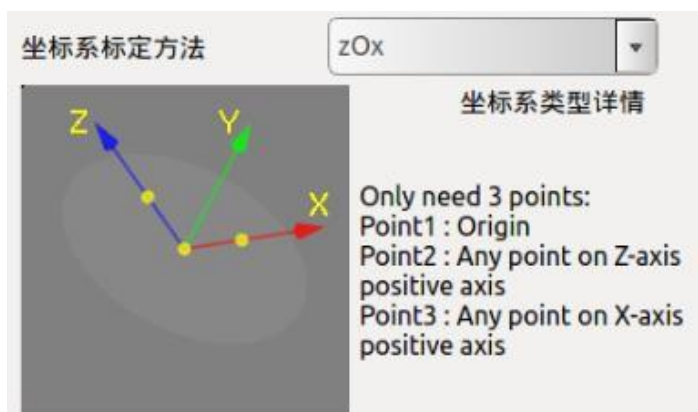 坐标系标定方法
zOx
坐标系类型详情
Z
Y
X
Only need 3 points:
Point1 : Origin
Point2 : Any point on Z-axis
positive axis
Point3 : Any point on X-axis
positive axis